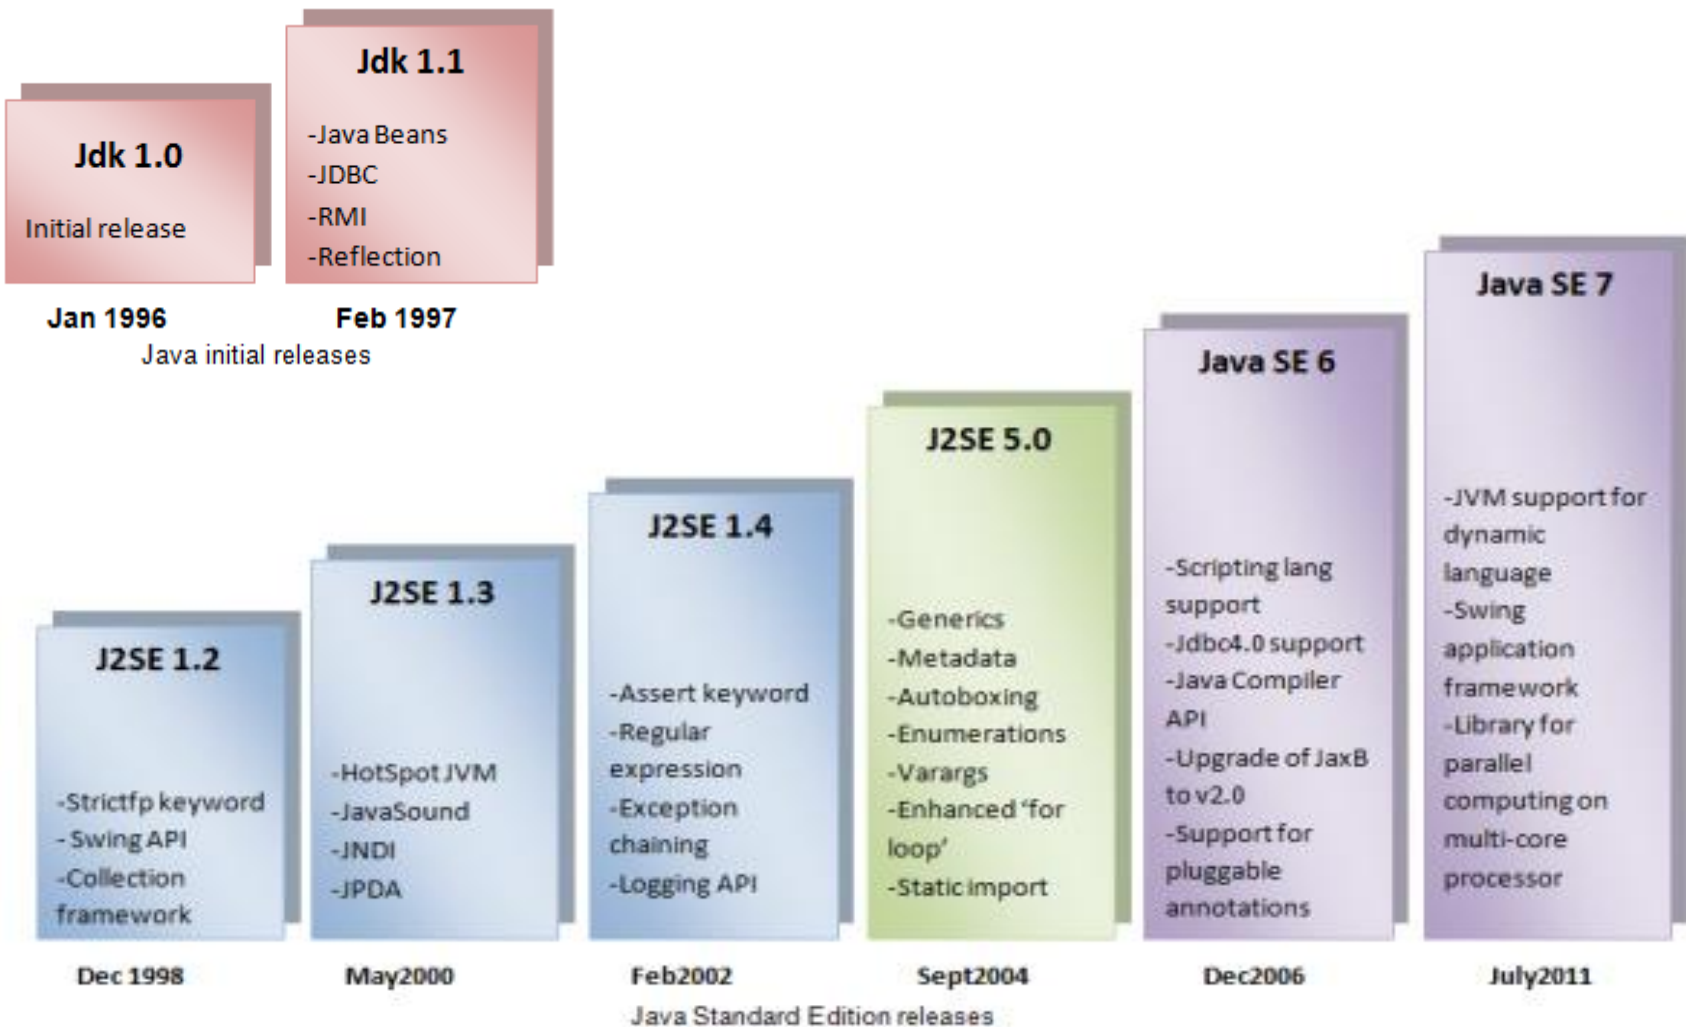 Jdk 1.0
Initial release
Jan 1996
Jdk 1.1
-Java Beans
-JDBC
-RMI
-Reflection
Feb 1997
Java initial releases
J2SE 1.2
-Strictfp keyword
- Swing API
-Collection
framework
Dec 1998
J2SE 1.3
-HotSpot JVM
-JavaSound
-JNDI
-JPDA
May2000
J2SE 1.4
-Assert keyword
-Regular
expression
-Exception
chaining
-Logging API
Feb2002
J2SE 5.0
-Generics
-Metadata
-Autoboxing
-Enumerations
-Varargs
-Enhanced ‘for
loop’
-Static import
Sept2004
Java SE 6
-Scripting lang
support
-Jdbc4.0 support
-Java Compiler
API
-Upgrade of JaxB
to v2.0
-Support for
pluggable
annotations
Dec2006
Java SE 7
-JVM support for
dynamic
language
-Swing
application
framework
-Library for
parallel
computing on
multi-core
processor
July2011
Java Standard Edition releases